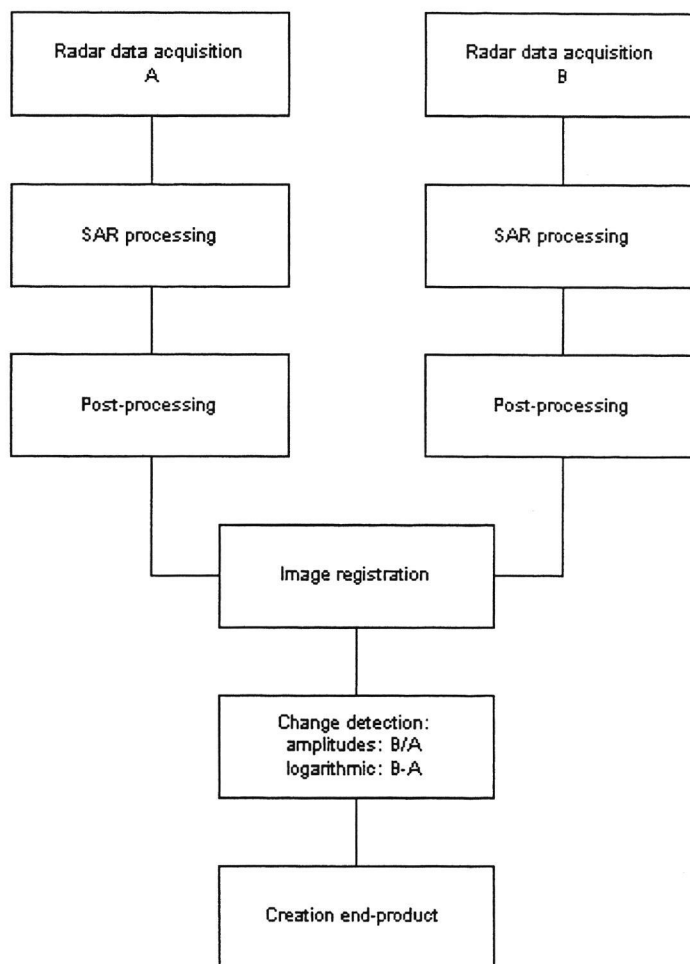 Radar data acquisition
A
Radar data acquisition
B
SAR processing
SAR processing
Post-processing
Post-processing
Image registration
Change detection:
amplitudes: B/A
logarithmic: B-A
Creation end-product